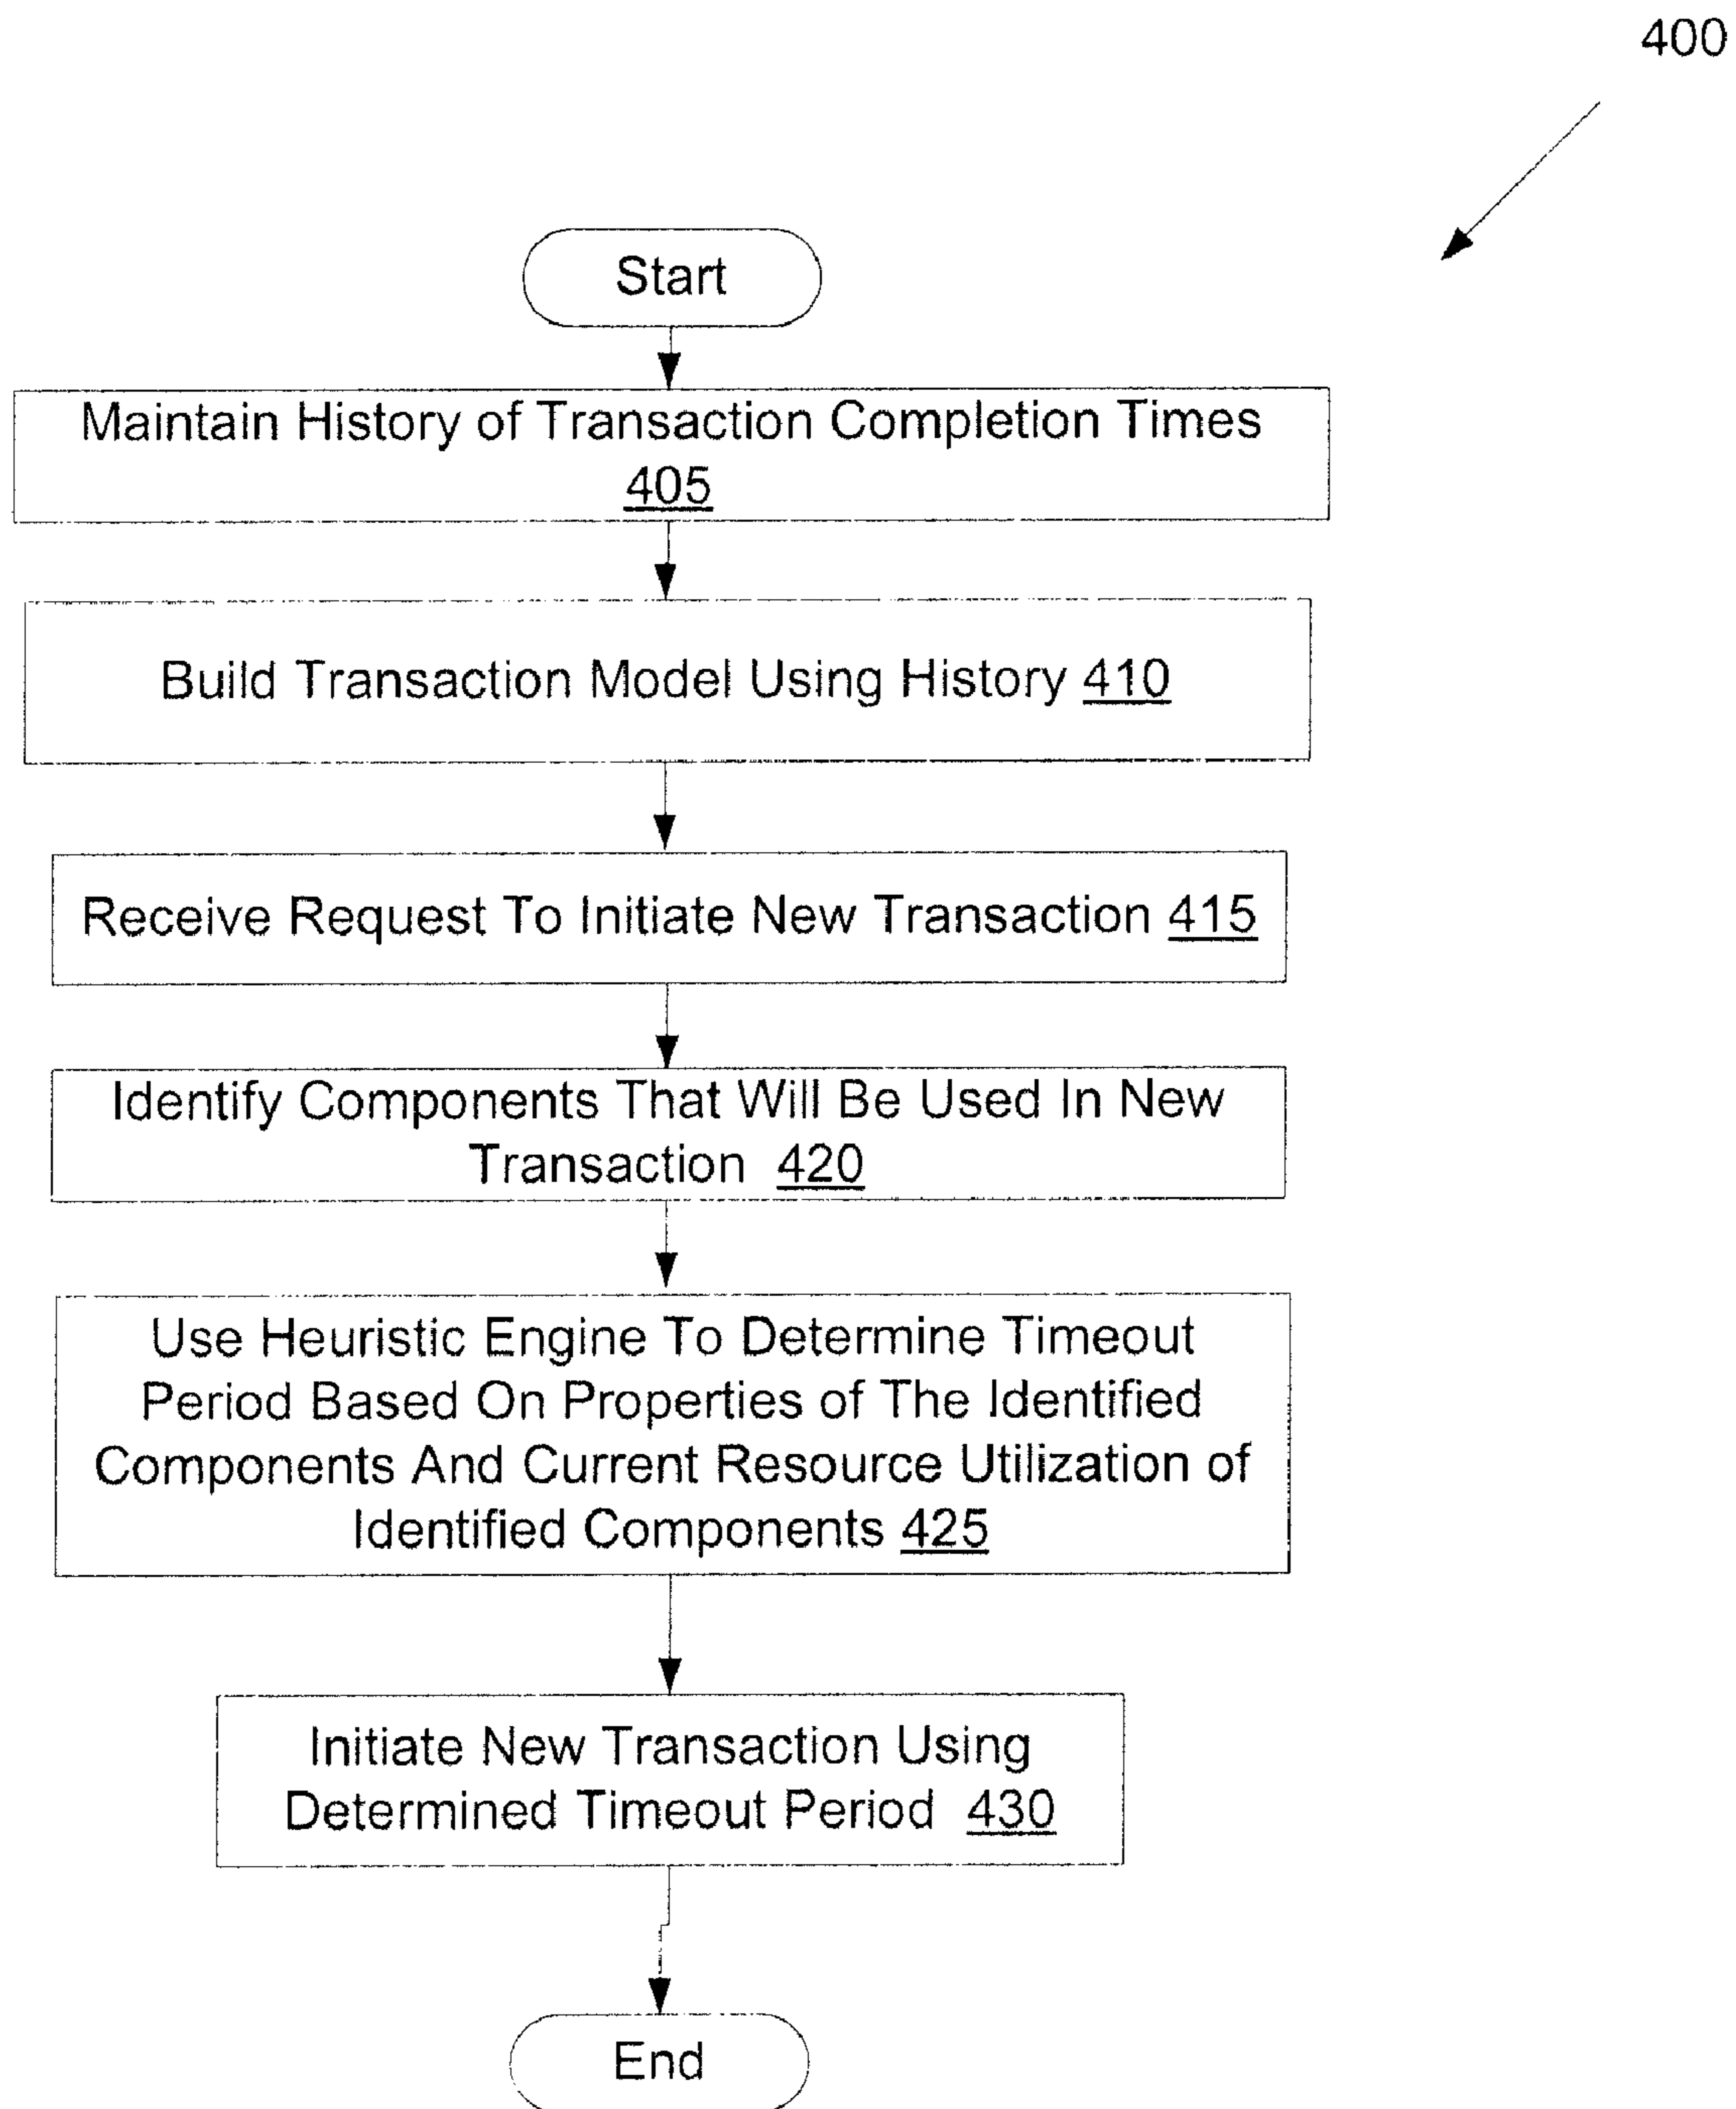 400
Start
Maintain History of Transaction Completion Times
405
Build Transaction Model Using History 410
Receive Request To Initiate New Transaction 415
Identify Components That Will Be Used In New
Transaction 420
Use Heuristic Engine To Determine Timeout
Period Based On Properties of The Identified
Components And Current Resource Utilization of
Identified Components 425
Initiate New Transaction Using
Determined Timeout Period 430
End